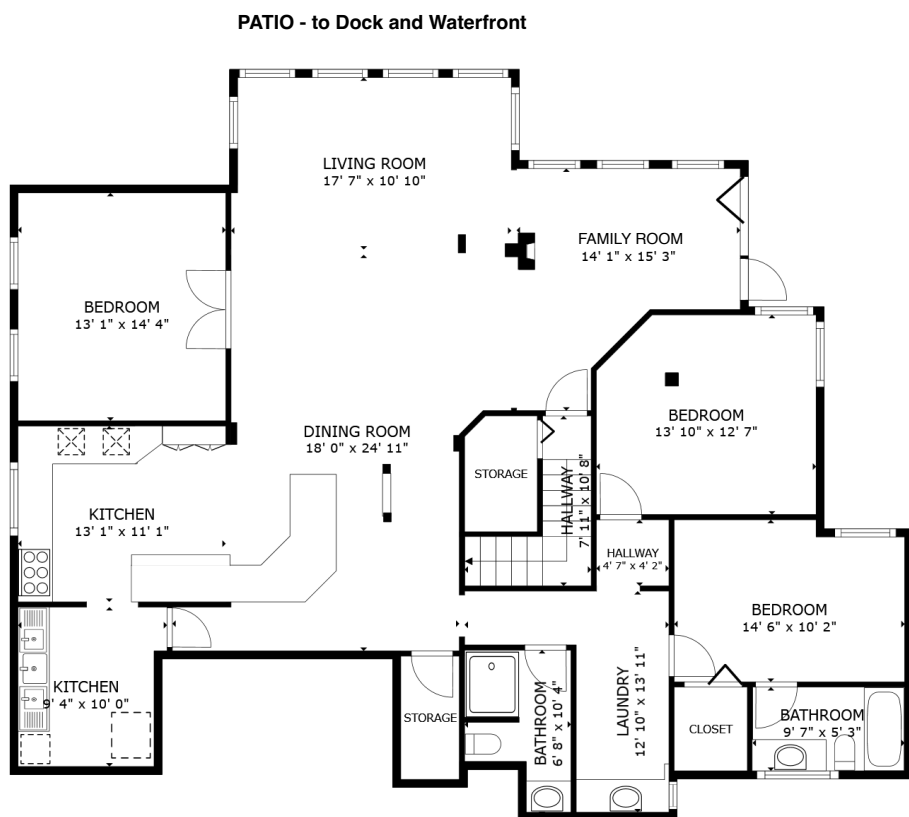 PATIO - to Dock and Waterfront
LIVING ROOM
17' 7" x 10' 10"
FAMILY ROOM
14' 1" x 15' 3"
BEDROOM
13' 1" x 14' 4"
BEDROOM
13' 10" x 12' 7"
DINING ROOM
18' 0" x 24' 11"
STORAGE
HALLWAY
7' 11" x 10' 8"
KITCHEN
13' 1" x 11' 1"
HALLWAY
4' 7" x 4' 2"
BEDROOM
14' 6" x 10' 2"
KITCHEN
9' 4" x 10' 0"
STORAGE
BATHROOM
6' 8" x 10' 4"
LAUNDRY
12' 10" x 13' 11"
CLOSET
BATHROOM
9' 7" x 5' 3"